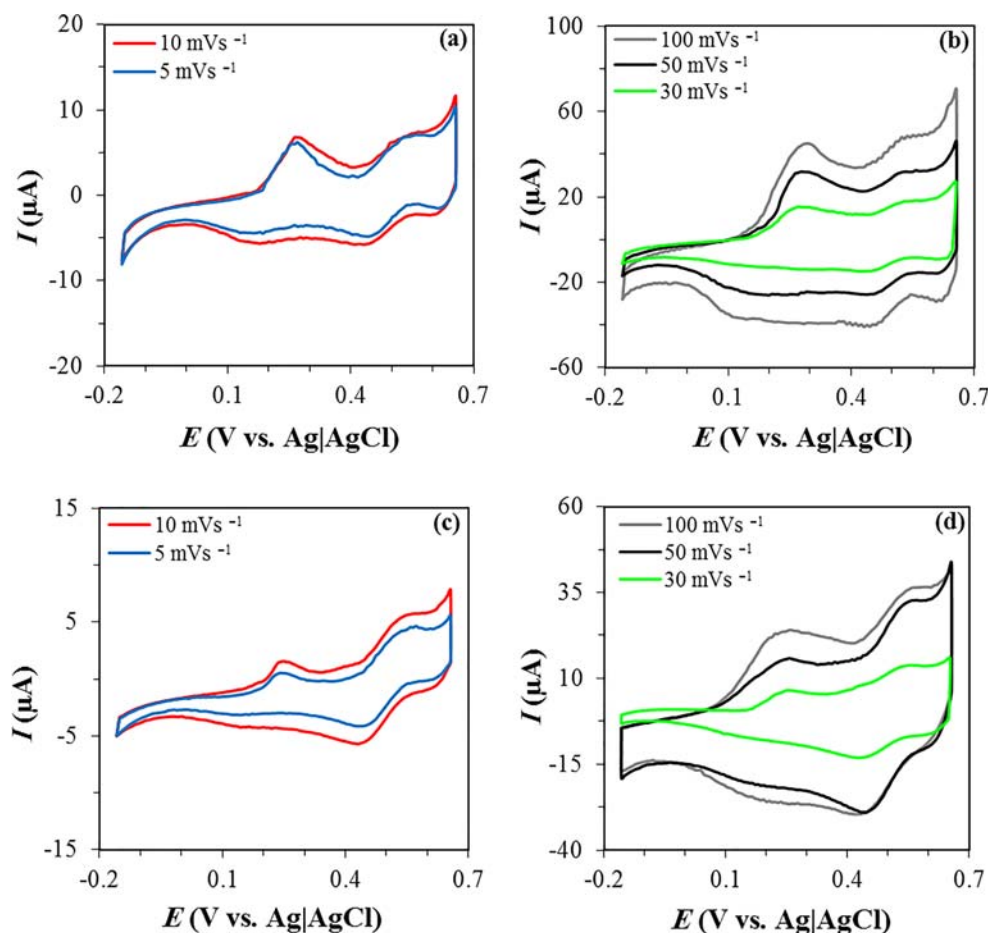 (a)
10 mVs ⁻¹
5 mVs ⁻¹
20
10
0
-10
-20
I (μA)
-0.2 0.1 0.4 0.7
E (V vs. Ag|AgCl)
(b)
100 mVs ⁻¹
50 mVs ⁻¹
30 mVs ⁻¹
100
60
20
-20
-60
I (μA)
-0.2 0.1 0.4 0.7
E (V vs. Ag|AgCl)
(c)
10 mVs ⁻¹
5 mVs ⁻¹
15
5
-5
-15
I (μA)
-0.2 0.1 0.4 0.7
E (V vs. Ag|AgCl)
(d)
100 mVs ⁻¹
50 mVs ⁻¹
30 mVs ⁻¹
60
35
10
-15
-40
I (μA)
-0.2 0.1 0.4 0.7
E (V vs. Ag|AgCl)